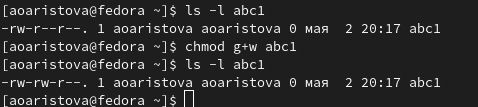 [aoaristova@fedora ~]$ ls -l abc1
-rw-r--r--. 1 aoaristova aoaristova 0 мая  2 20:17 abc1
[aoaristova@fedora ~]$ chmod g+w abc1
[aoaristova@fedora ~]$ ls -l abc1
-rw-rw-r--. 1 aoaristova aoaristova 0 мая  2 20:17 abc1
[aoaristova@fedora ~]$